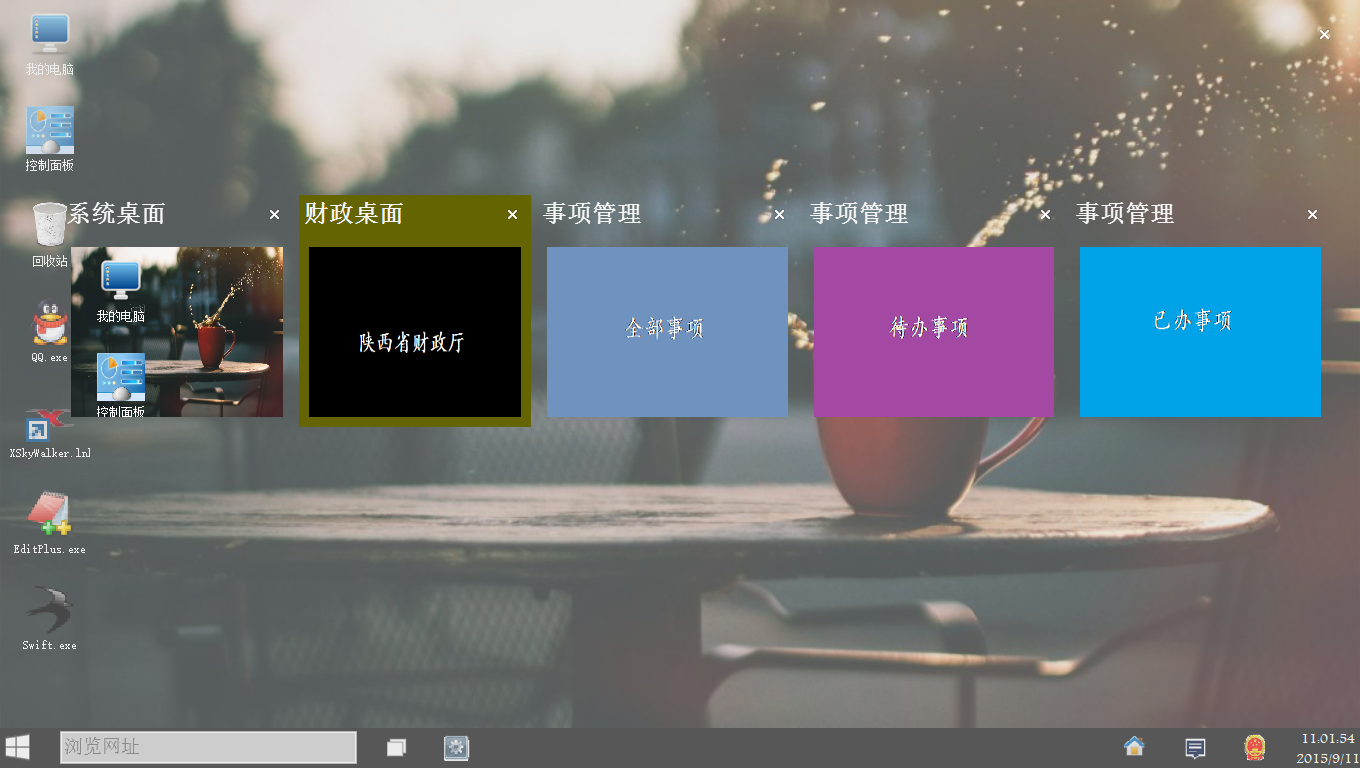 我的电脑
控制面板
回收站
QQ.exe
XSkyWalker.lnl
EditPlus.exe
Swift.exe
系统桌面
财政桌面
事项管理
事项管理
事项管理
我的电脑
控制面板
陕西省财政厅
全部事项
待办事项
已办事项
浏览网址
11:01:54
2015/9/11